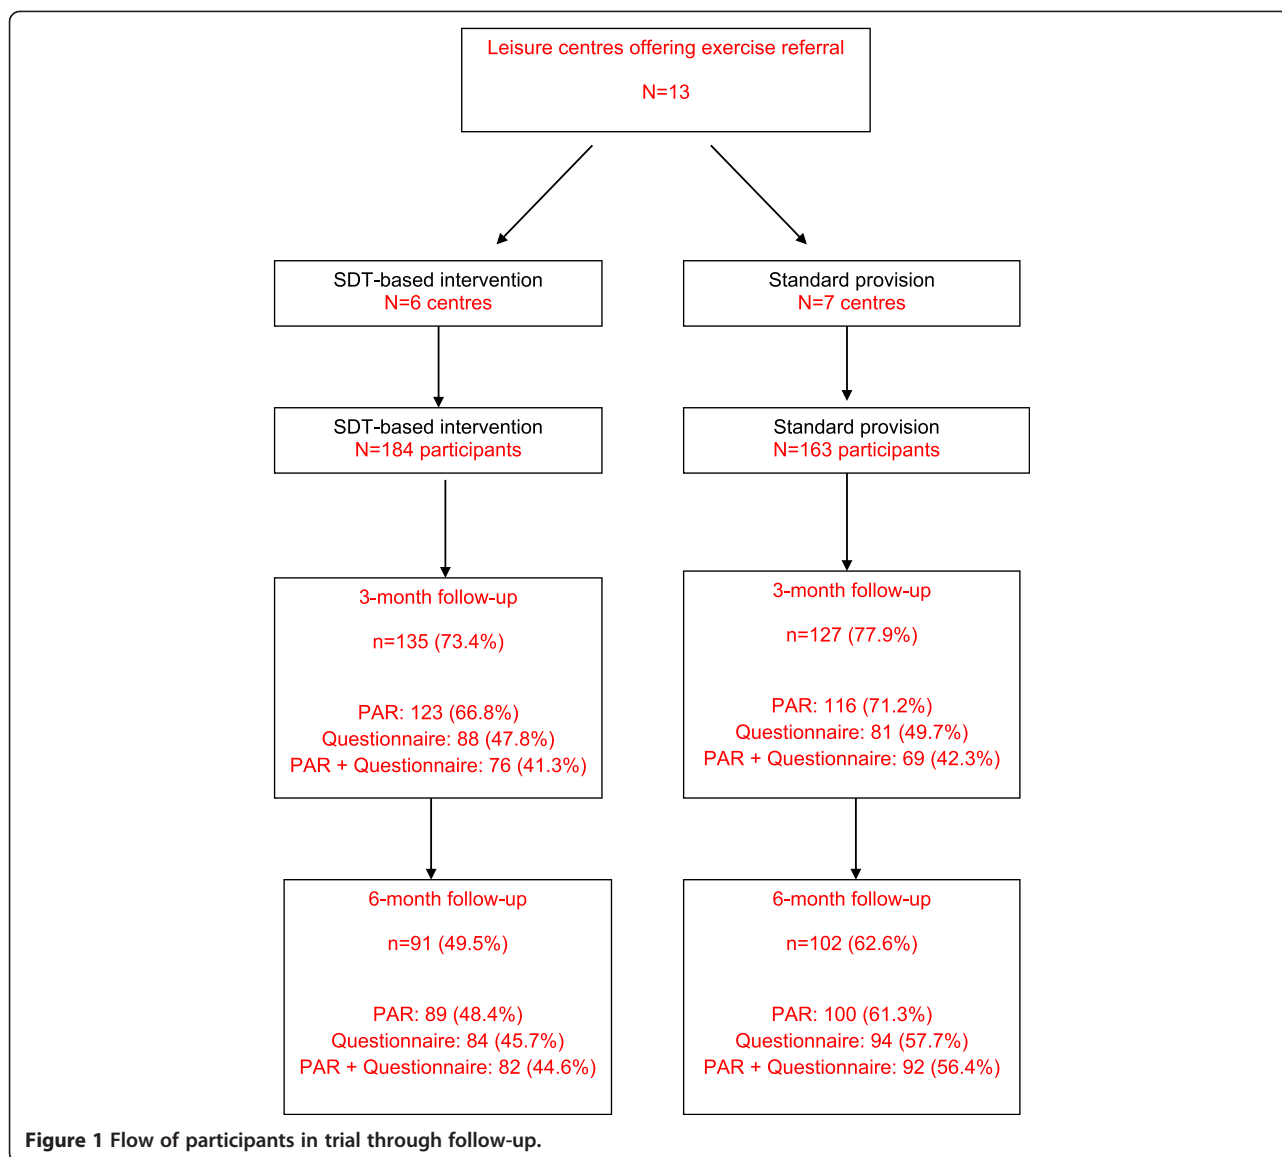 Leisure centres offering exercise referral
N=13
SDT-based intervention
N=6 centres
Standard provision
N=7 centres
SDT-based intervention
N=184 participants
Standard provision
N=163 participants
3-month follow-up
n=135 (73.4%)
PAR: 123 (66.8%)
Questionnaire: 88 (47.8%)
PAR + Questionnaire: 76 (41.3%)
3-month follow-up
n=127 (77.9%)
PAR: 116 (71.2%)
Questionnaire: 81 (49.7%)
PAR + Questionnaire: 69 (42.3%)
6-month follow-up
n=91 (49.5%)
PAR: 89 (48.4%)
Questionnaire: 84 (45.7%)
PAR + Questionnaire: 82 (44.6%)
6-month follow-up
n=102 (62.6%)
PAR: 100 (61.3%)
Questionnaire: 94 (57.7%)
PAR + Questionnaire: 92 (56.4%)
Figure 1 Flow of participants in trial through follow-up.